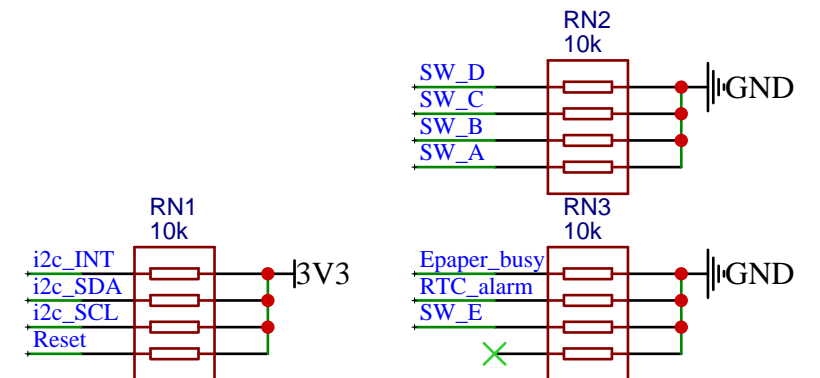 RN2
10k
SW_D
SW_C
SW_B
SW_A
GND
RN1
10k
i2c_INT
i2c_SDA
i2c_SCL
Reset
3V3
RN3
10k
Epaper_busy
RTC_alarm
SW_E
GND